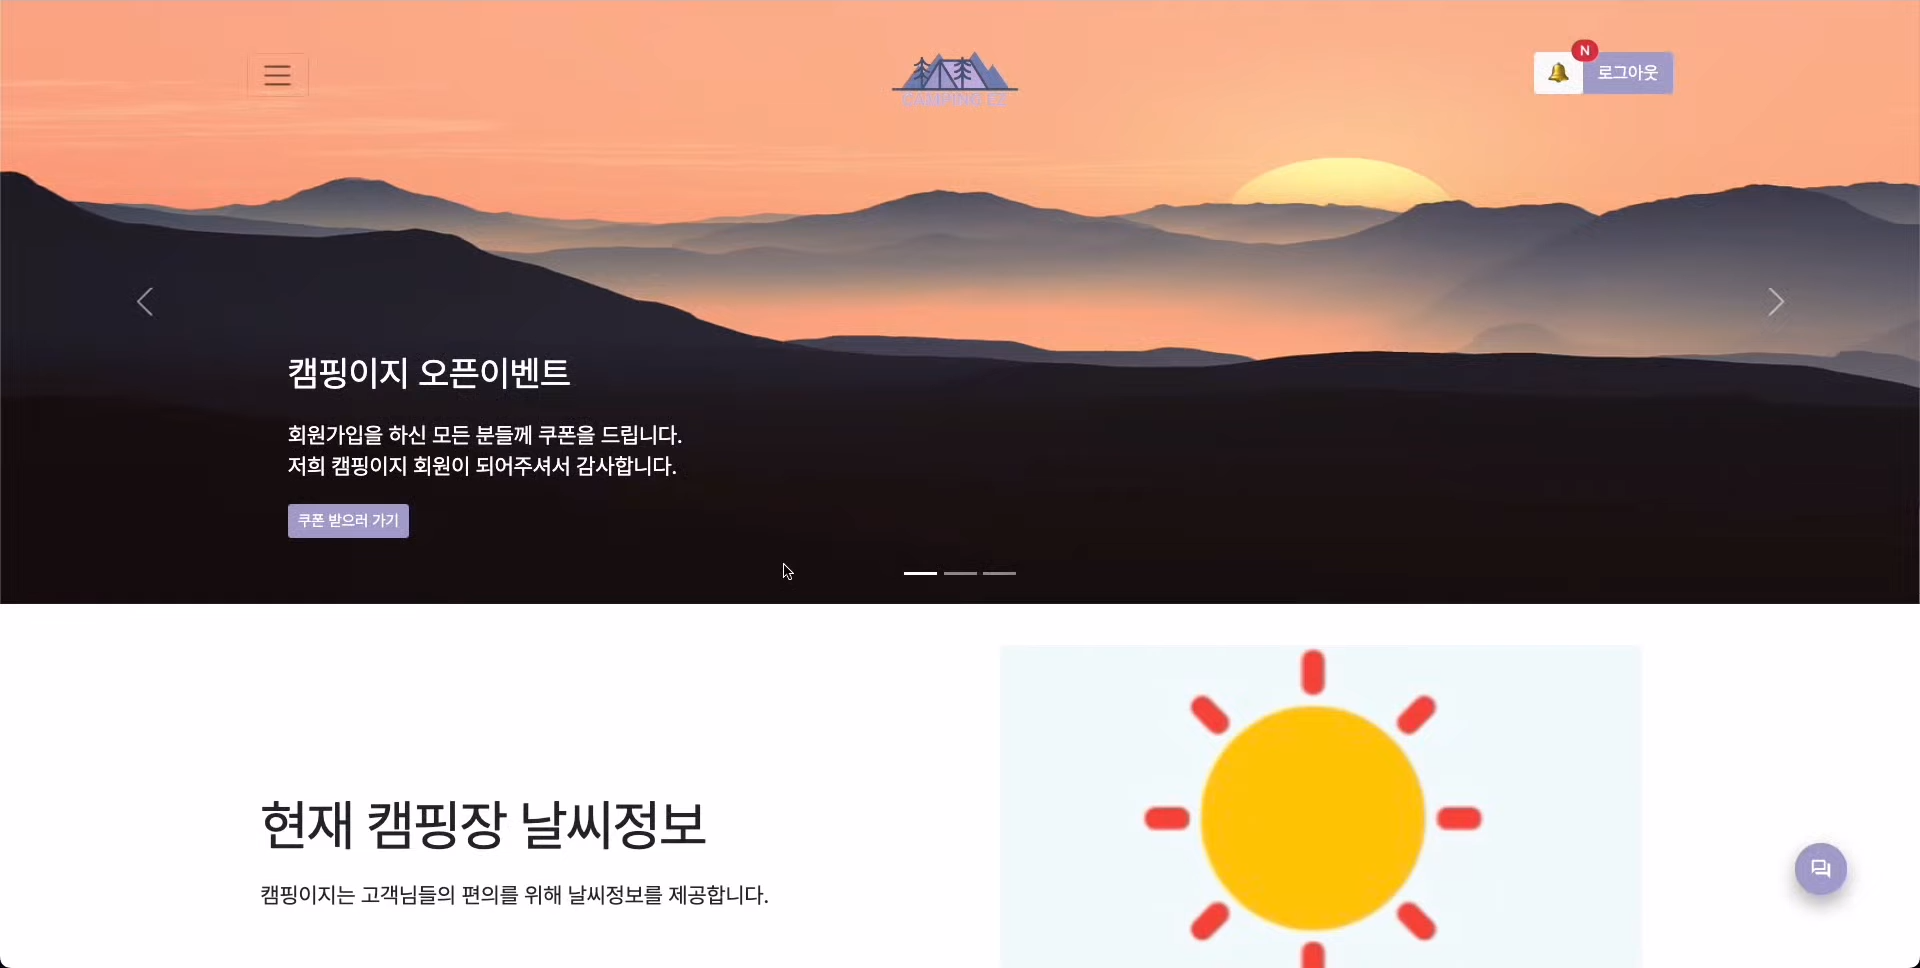 CAMPING EZ
N
로그아웃
캠핑이지 오픈이벤트
회원가입을 하신 모든 분들께 쿠폰을 드립니다.
저희 캠핑이지 회원이 되어주셔서 감사합니다.
쿠폰 받으러 가기
현재 캠핑장 날씨정보
캠핑이지는 고객님들의 편의를 위해 날씨정보를 제공합니다.